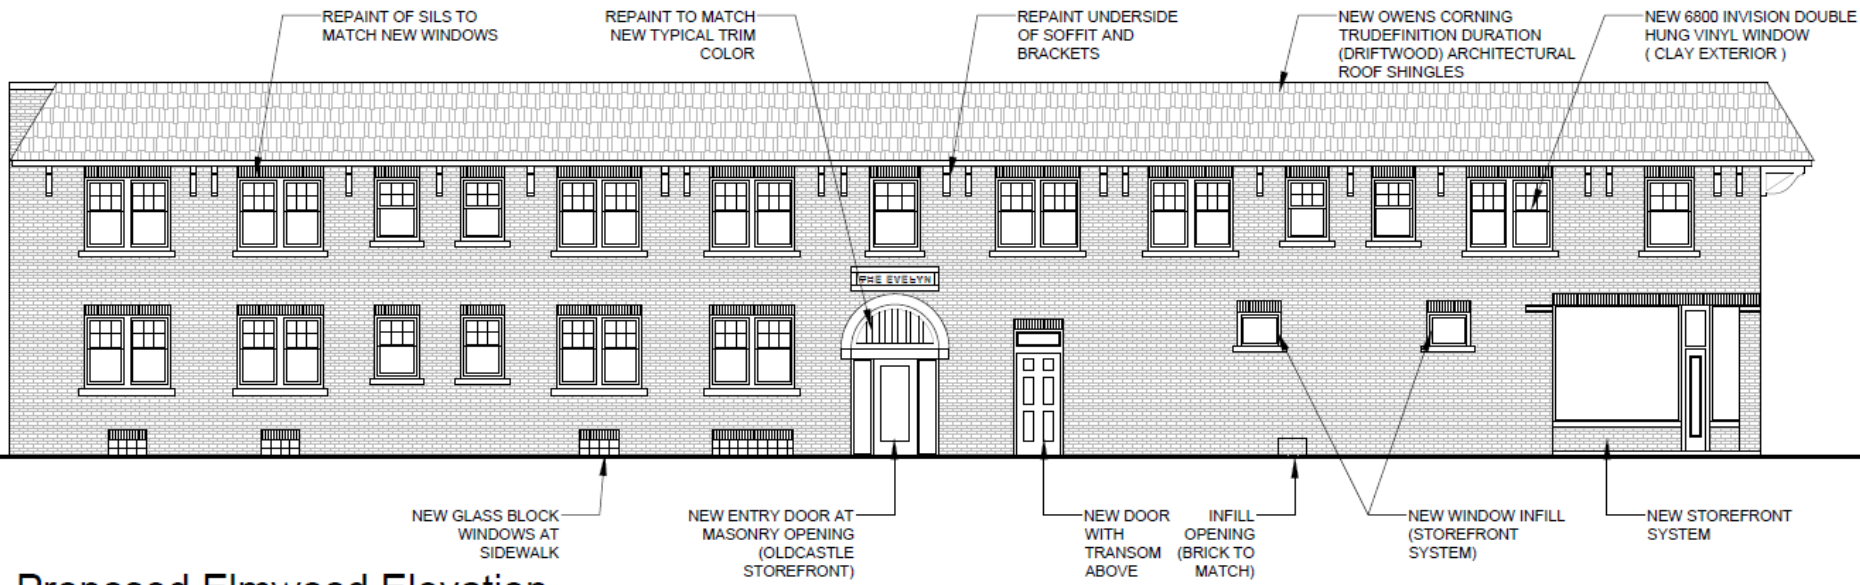 REPAINT OF SILS TO
MATCH NEW WINDOWS
REPAINT TO MATCH
NEW TYPICAL TRIM
COLOR
REPAINT UNDERSIDE
OF SOFFIT AND
BRACKETS
NEW OWENS CORNING
TRUDEFINITION DURATION
(DRIFTWOOD) ARCHITECTURAL
ROOF SHINGLES
NEW 6800 INVISION DOUBLE
HUNG VINYL WINDOW
( CLAY EXTERIOR )
THE EVELYN
NEW GLASS BLOCK
WINDOWS AT
SIDEWALK
NEW ENTRY DOOR AT
MASONRY OPENING
(OLDCASTLE
STOREFRONT)
NEW DOOR
WITH
TRANSOM
ABOVE
INFILL
OPENING
(BRICK TO
MATCH)
NEW WINDOW INFILL
(STOREFRONT
SYSTEM)
NEW STOREFRONT
SYSTEM
Proposed Elmwood Elevation